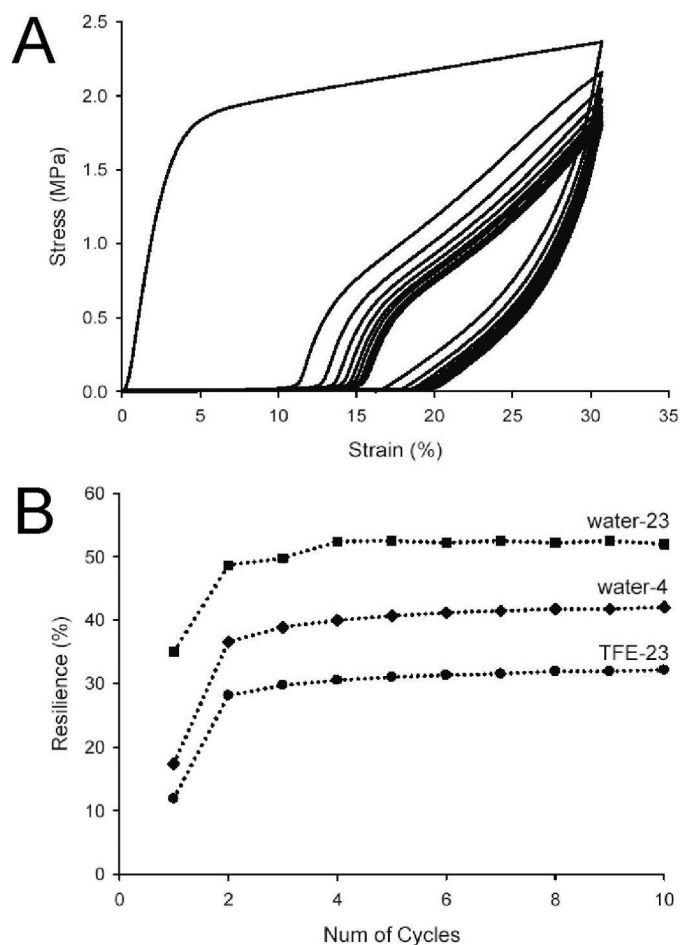 A
2.5
2.0
1.5
1.0
0.5
0.0
Stress (MPa)
0 5 10 15 20 25 30 35
Strain (%)
B
60
50
40
30
20
10
0
Resilience (%)
water-23
water-4
TFE-23
0 2 4 6 8 10
Num of Cycles